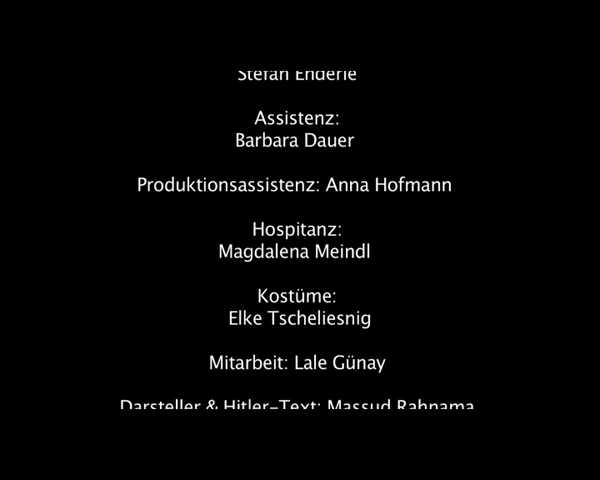 Stefan Enderle
Assistenz:
Barbara Dauer
Produktionsassistenz: Anna Hofmann
Hospitanz:
Magdalena Meindl
Kostüme:
Elke Tscheliesnig
Mitarbeit: Lale Günay
Darsteller & Hitler-Text: Massud Rahnama